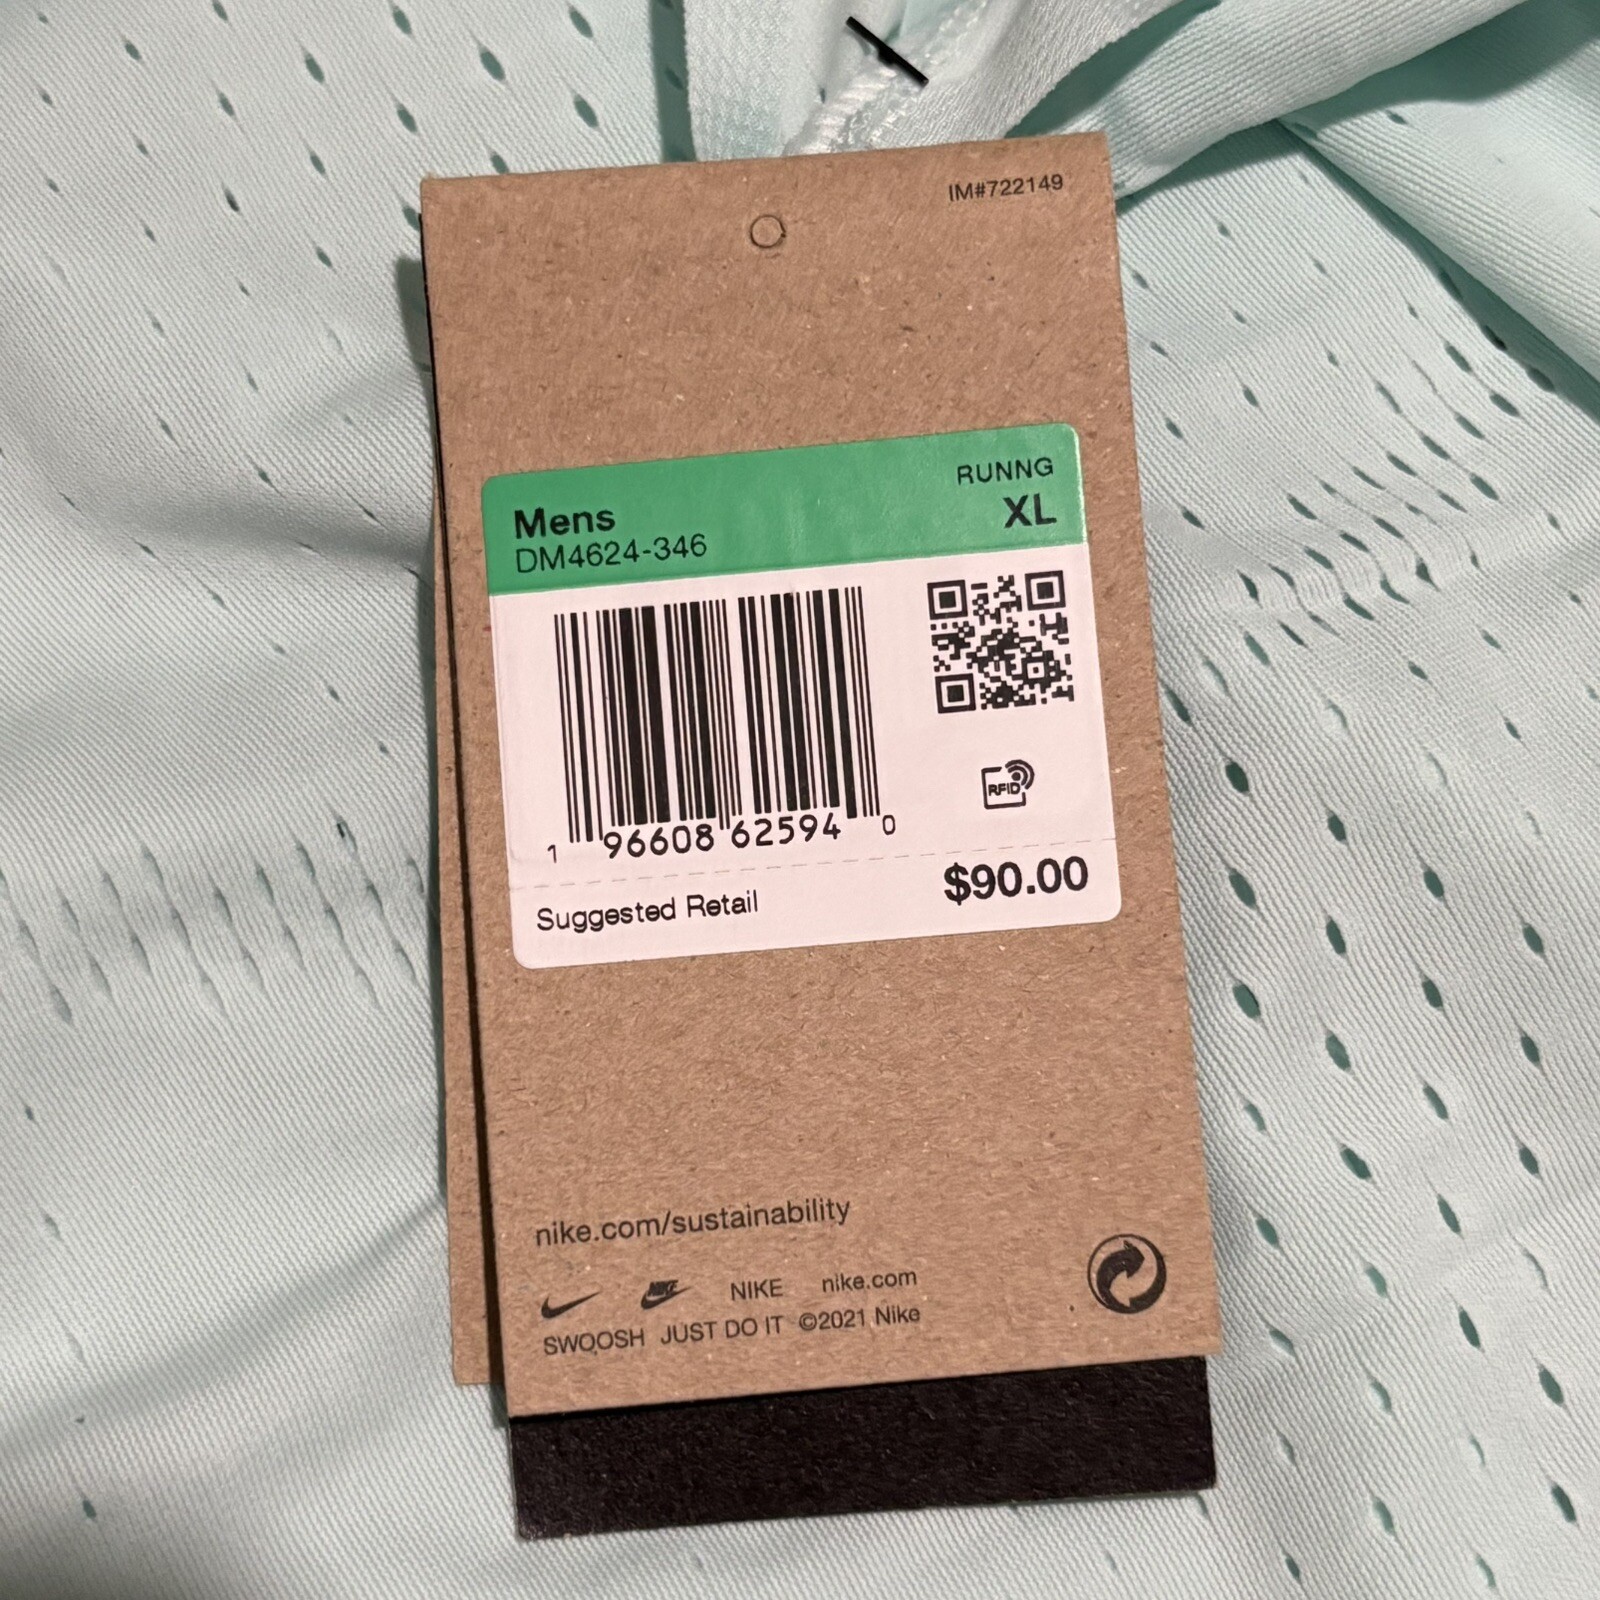 IM#722149
RUNNG
Mens XL
DM4624-346
RFID
1 96608 62594 0
Suggested Retail $90.00
nike.com/sustainability
NIKE nike.com
SWOOSH JUST DO IT ©2021 Nike